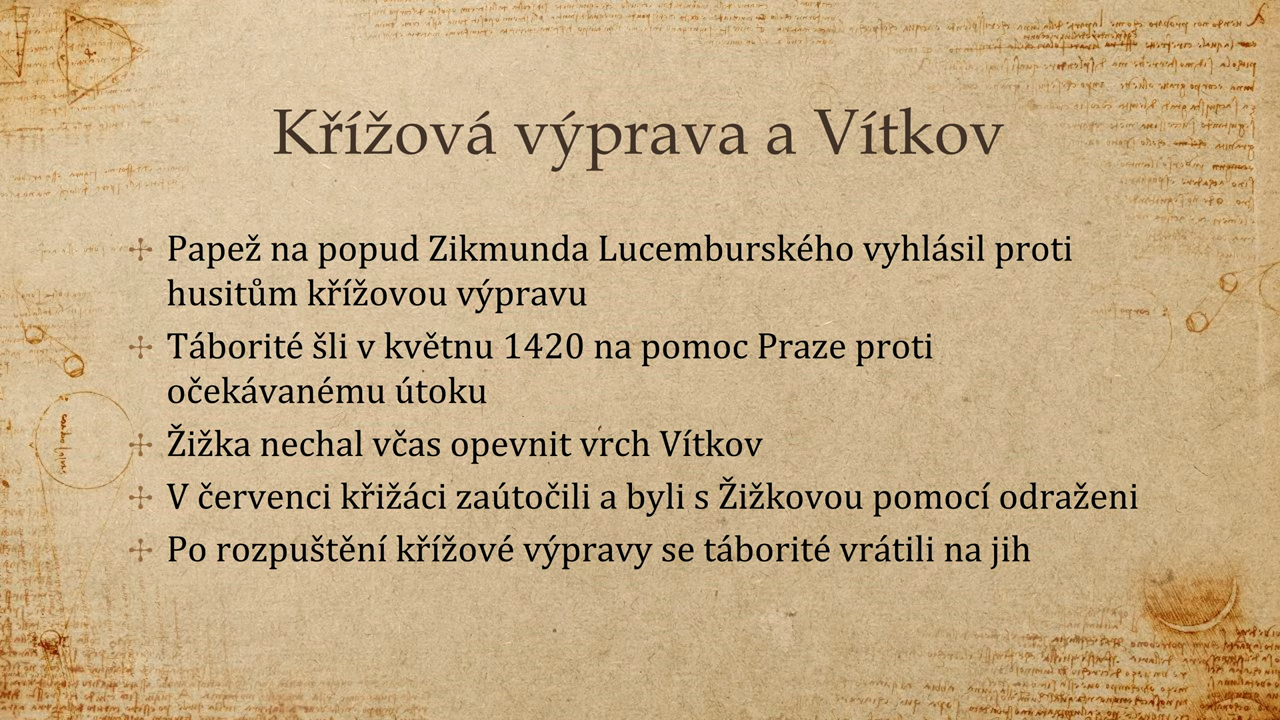 Křížová výprava a Vítkov
Papež na popud Zikmunda Lucemburského vyhlásil proti
husitům křížovou výpravu
Táborité šli v květnu 1420 na pomoc Praze proti
očekávanému útoku
Žižka nechal včas opevnit vrch Vítkov
V červenci křižáci zaútočili a byli s Žižkovou pomocí odraženi
Po rozpuštění křížové výpravy se táborité vrátili na jih